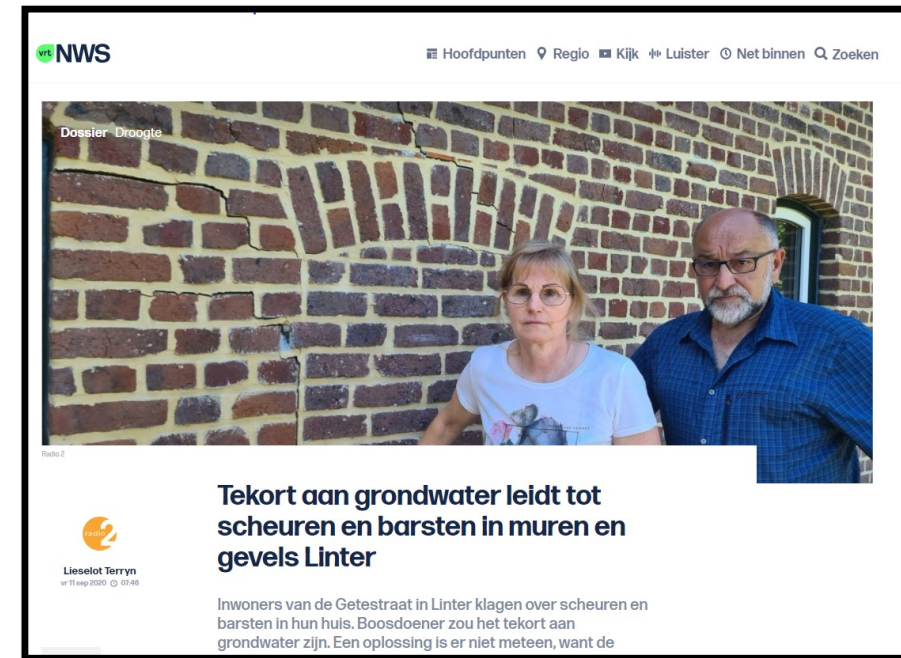 vrt NWS
Hoofdpunten Regio Kijk Luister Net binnen Zoeken
Dossier Droogte
Radio 2
radio 2
Lieselot Terryn
vr 11 sep 2020 07:46
Tekort aan grondwater leidt tot
scheuren en barsten in muren en
gevels Linter
Inwoners van de Getestraat in Linter klagen over scheuren en
barsten in hun huis. Boosdoener zou het tekort aan
grondwater zijn. Een oplossing is er niet meteen, want de